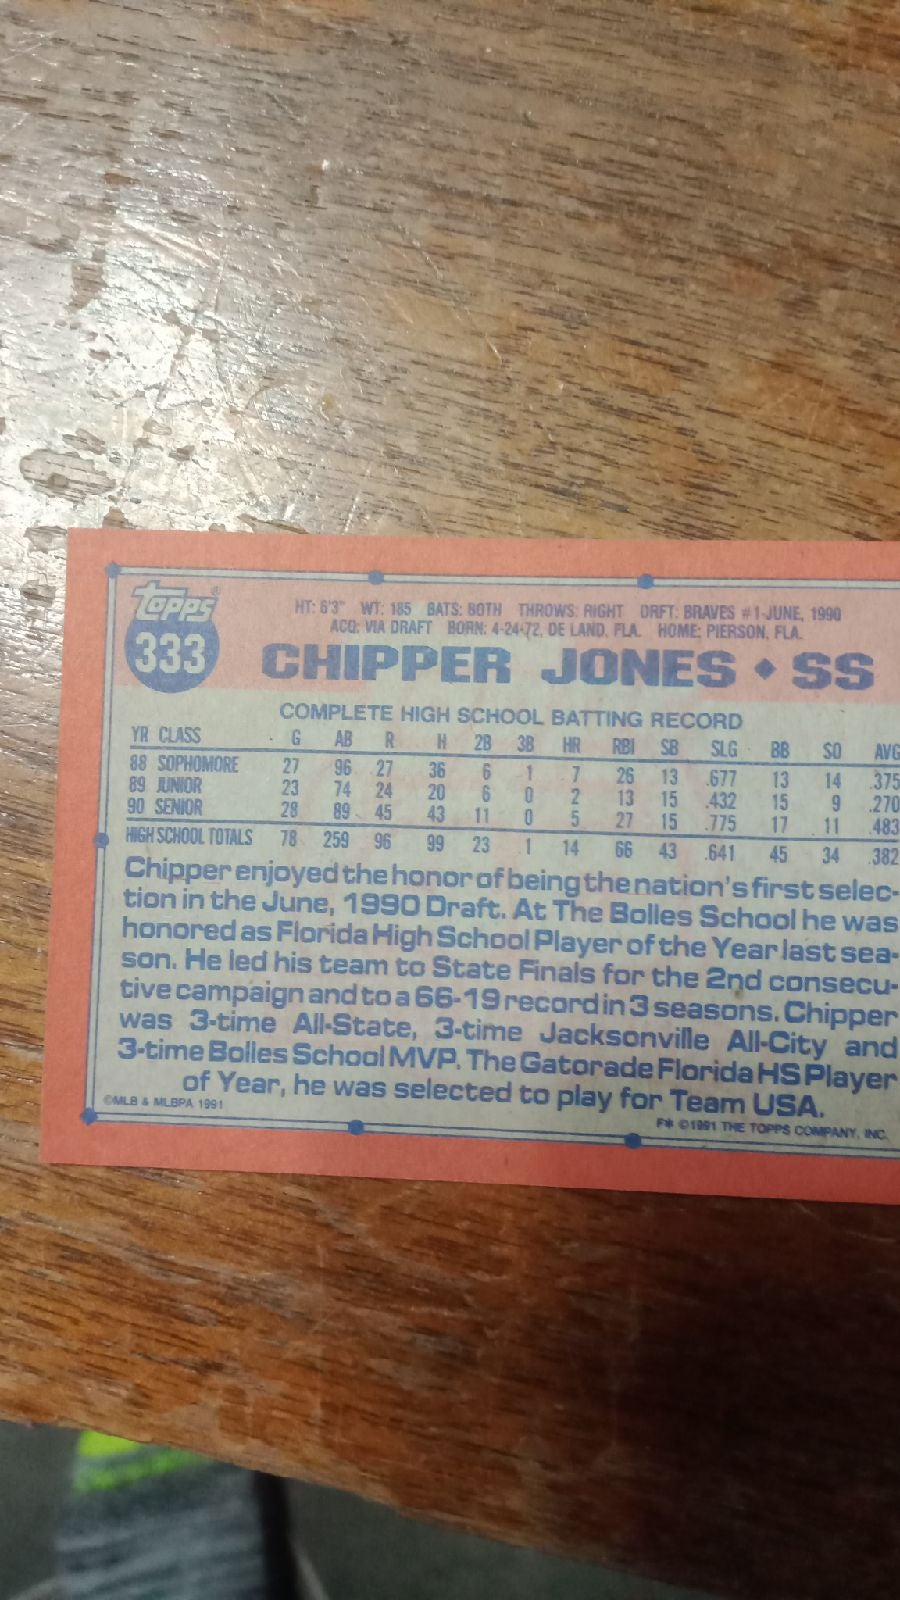 topps®
333
HT: 6'3" WT: 185 BATS: BOTH THROWS: RIGHT DRFT: BRAVES #1-JUNE, 1990
ACQ: VIA DRAFT BORN: 4-24-72, DE LAND, FLA. HOME: PIERSON, FLA.
CHIPPER JONES ◆ SS
COMPLETE HIGH SCHOOL BATTING RECORD
YR CLASS G AB R H 2B 3B HR RBI SB SLG BB SO AVG
88 SOPHOMORE 27 96 27 36 6 1 7 26 13 .677 13 14 .375
89 JUNIOR 23 74 24 20 6 0 2 13 15 .432 15 9 .270
90 SENIOR 28 89 45 43 11 0 5 27 15 .775 17 11 .483
HIGH SCHOOL TOTALS 78 259 96 99 23 1 14 66 43 .641 45 34 .382
Chipper enjoyed the honor of being the nation's first selec-
tion in the June, 1990 Draft. At The Bolles School he was
honored as Florida High School Player of the Year last sea-
son. He led his team to State Finals for the 2nd consecu-
tive campaign and to a 66-19 record in 3 seasons. Chipper
was 3-time All-State, 3-time Jacksonville All-City and
3-time Bolles School MVP. The Gatorade Florida HS Player
of Year, he was selected to play for Team USA.
©MLB & MLBPA 1991
F* ©1991 THE TOPPS COMPANY, INC.